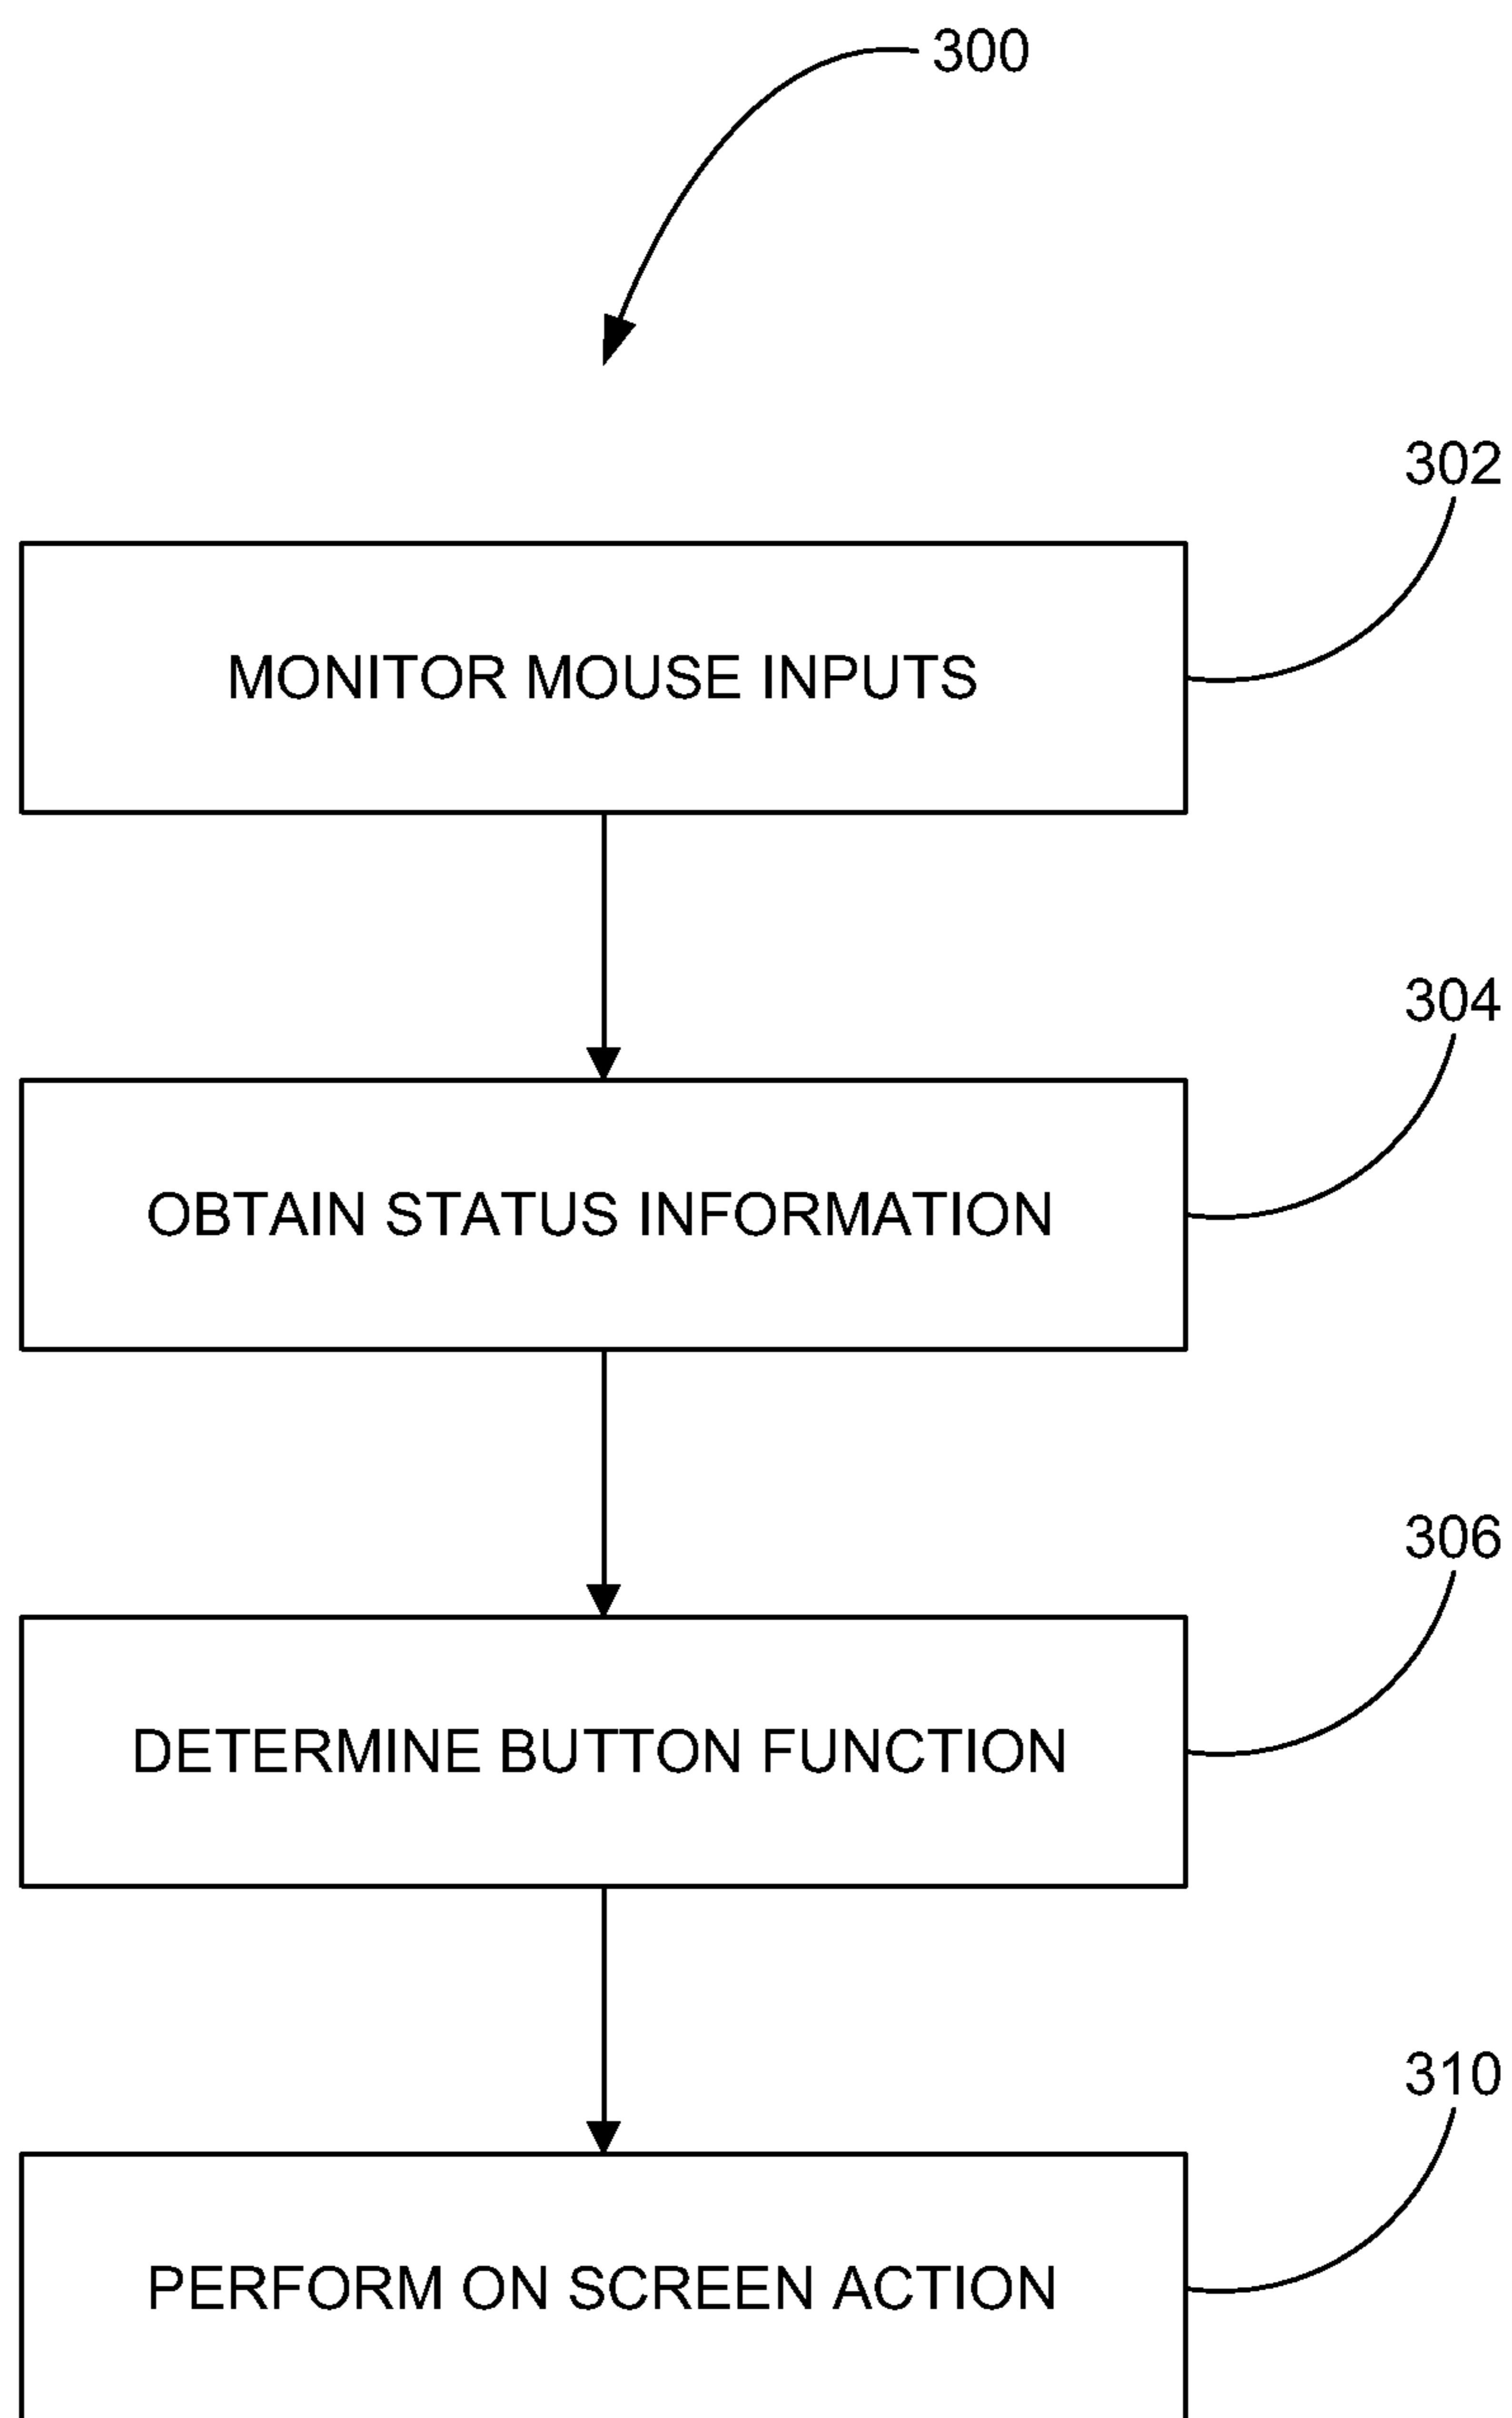 300
302
MONITOR MOUSE INPUTS
304
OBTAIN STATUS INFORMATION
306
DETERMINE BUTTON FUNCTION
310
PERFORM ON SCREEN ACTION